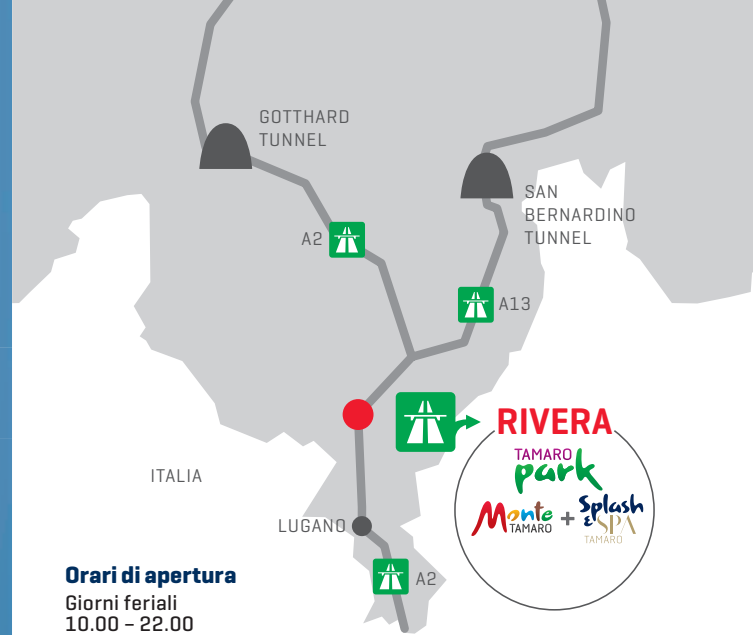 GOTTHARD
TUNNEL
SAN
BERNARDINO
TUNNEL
A2
A13
RIVERA
TAMARO
park
Monte
TAMARO
+
Splash
& SPA
TAMARO
ITALIA
LUGANO
A2
Orari di apertura
Giorni feriali
10.00 – 22.00